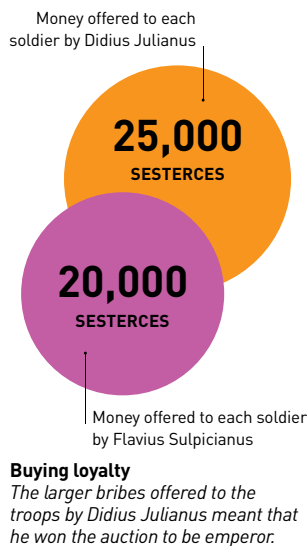 Money offered to each
soldier by Didius Julianus
25,000
SESTERCES
20,000
SESTERCES
Money offered to each soldier
by Flavius Sulpicianus
Buying loyalty
The larger bribes offered to the
troops by Didius Julianus meant that
he won the auction to be emperor.